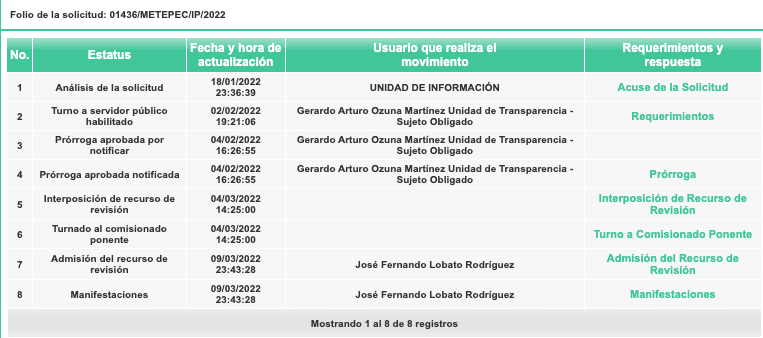 Folio de la solicitud: 01436/METEPEC/IP/2022
No. Estatus Fecha y hora de actualización Usuario que realiza el movimiento Requerimientos y respuesta
1 Análisis de la solicitud 18/01/2022 23:36:39 UNIDAD DE INFORMACIÓN Acuse de la Solicitud
2 Turno a servidor público habilitado 02/02/2022 19:21:06 Gerardo Arturo Ozuna Martínez Unidad de Transparencia - Sujeto Obligado Requerimientos
3 Prórroga aprobada por notificar 04/02/2022 16:26:55 Gerardo Arturo Ozuna Martínez Unidad de Transparencia - Sujeto Obligado
4 Prórroga aprobada notificada 04/02/2022 16:26:55 Gerardo Arturo Ozuna Martínez Unidad de Transparencia - Sujeto Obligado Prórroga
5 Interposición de recurso de revisión 04/03/2022 14:25:00 Interposición de Recurso de Revisión
6 Turnado al comisionado ponente 04/03/2022 14:25:00 Turno a Comisionado Ponente
7 Admisión del recurso de revisión 09/03/2022 23:43:28 José Fernando Lobato Rodríguez Admisión del Recurso de Revisión
8 Manifestaciones 09/03/2022 23:43:28 José Fernando Lobato Rodríguez Manifestaciones
Mostrando 1 al 8 de 8 registros